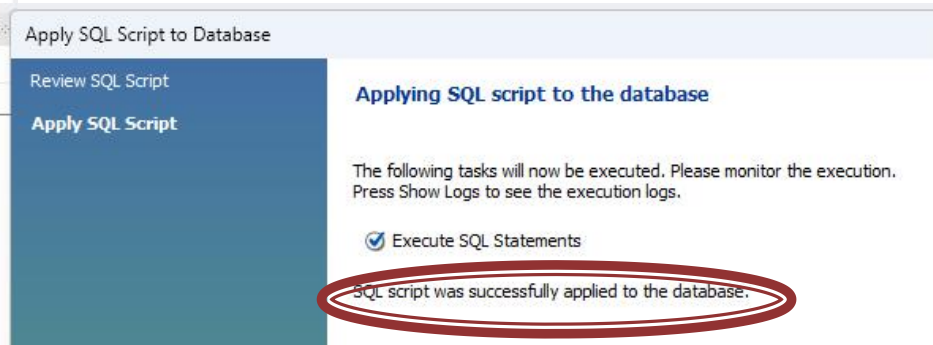 Apply SQL Script to Database
Review SQL Script
Apply SQL Script
Applying SQL script to the database
The following tasks will now be executed. Please monitor the execution.
Press Show Logs to see the execution logs.
Execute SQL Statements
SQL script was successfully applied to the database.